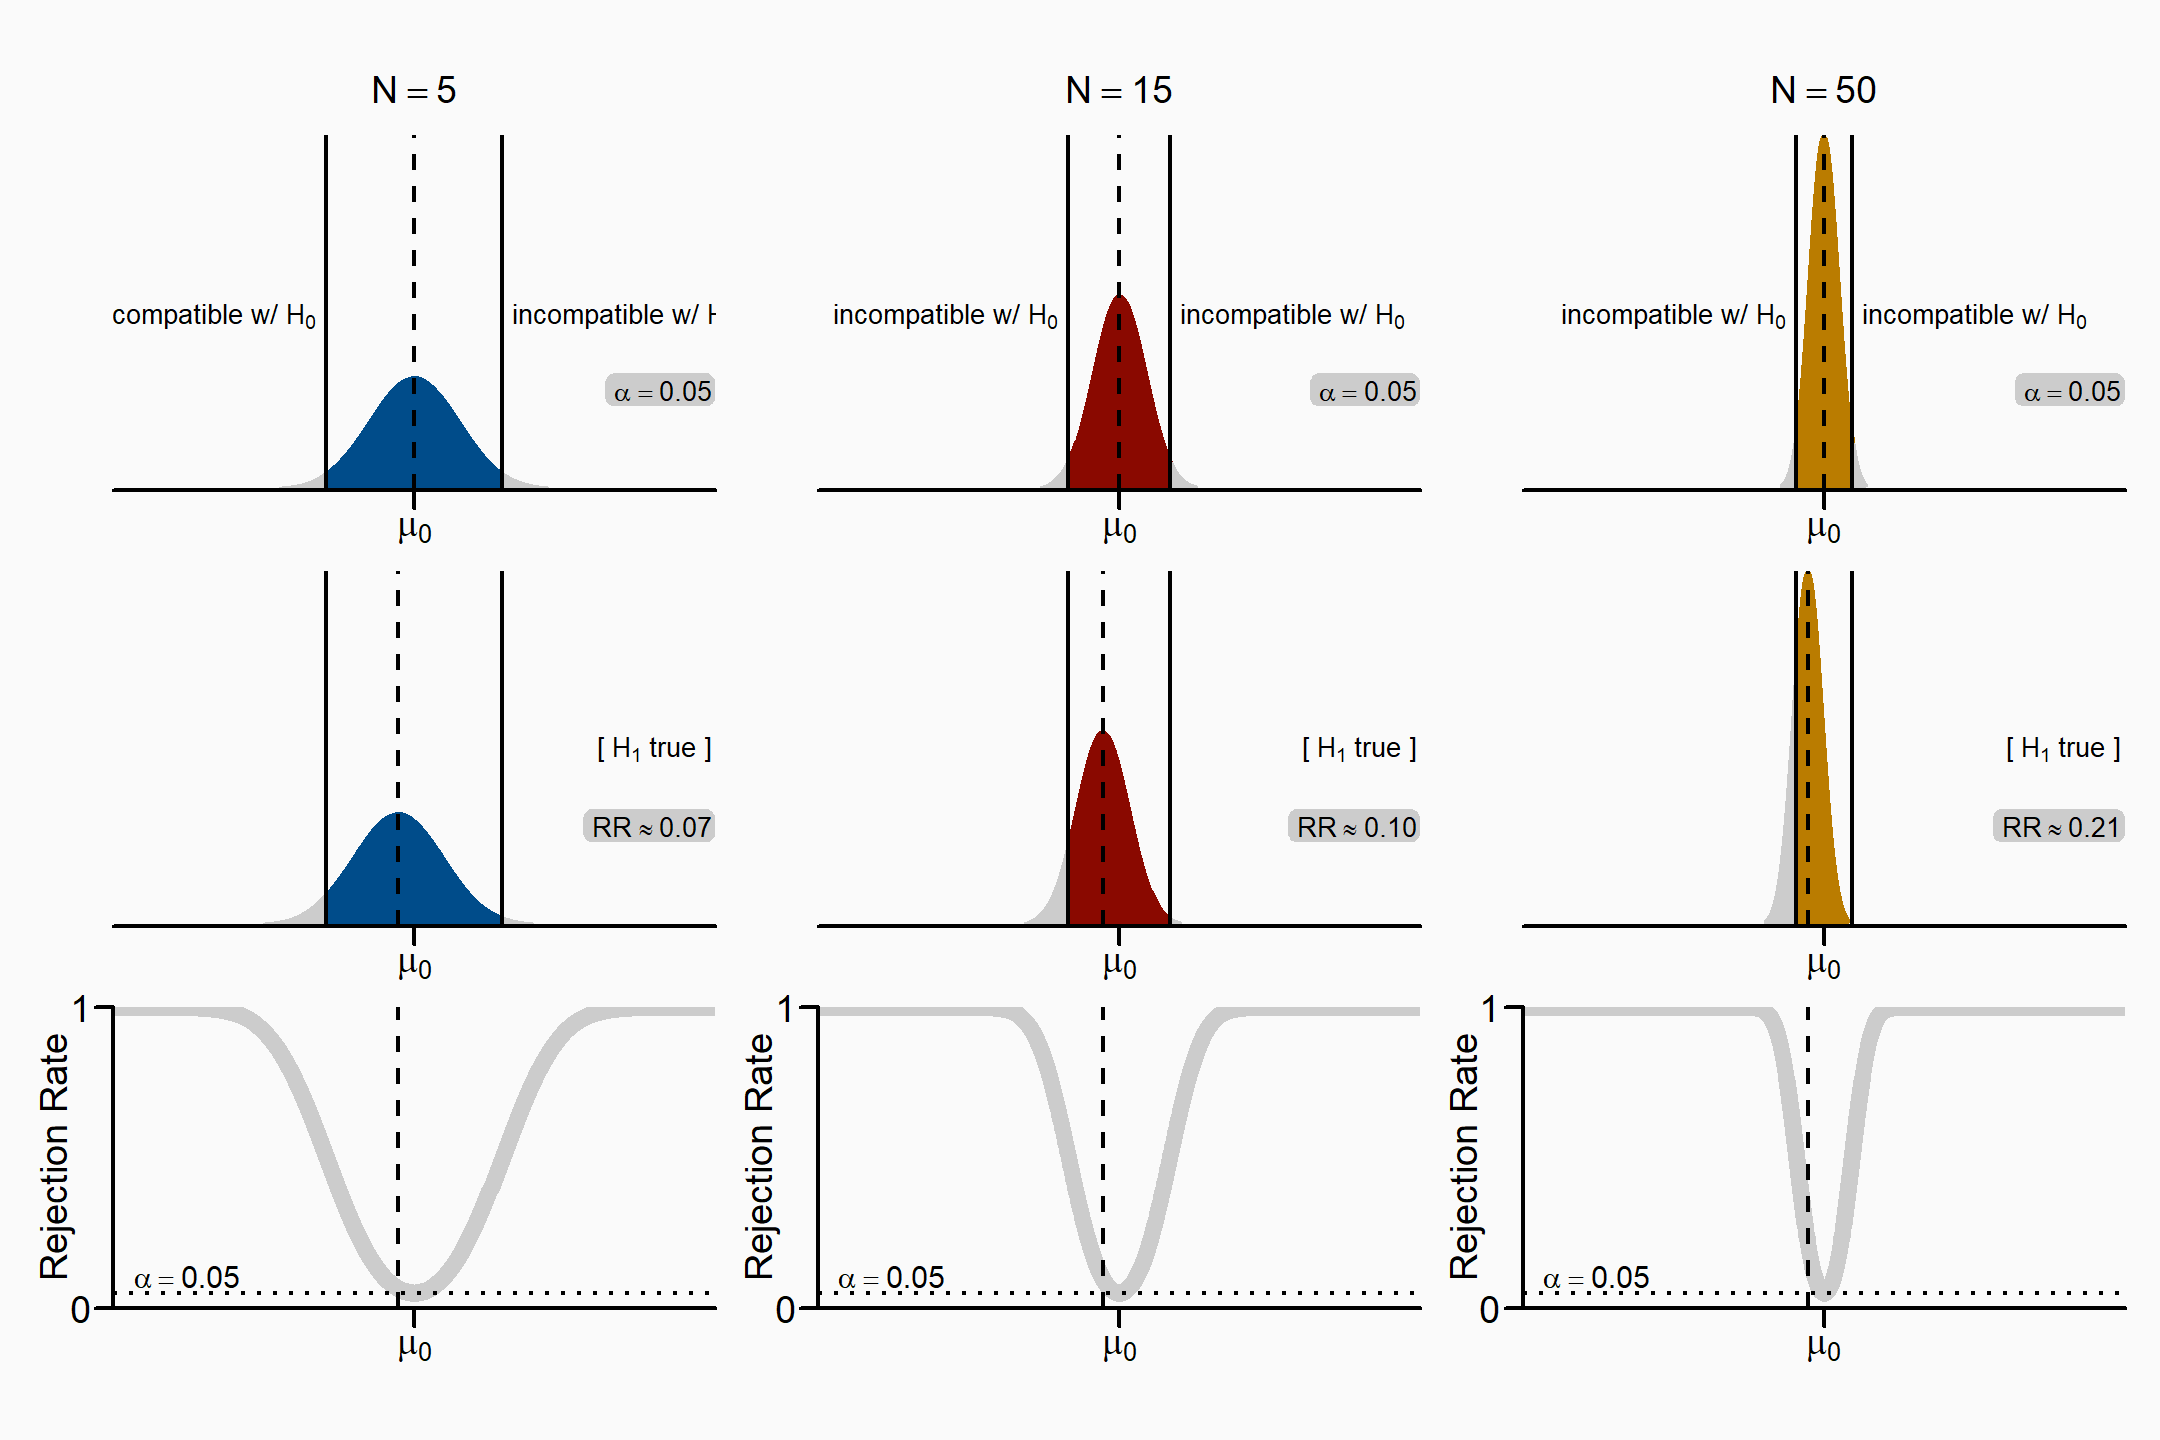 N = 5
compatible w/ H₀
incompatible w/
α = 0.05
μ₀
N = 15
incompatible w/ H₀
incompatible w/ H₀
α = 0.05
μ₀
N = 50
incompatible w/ H₀
incompatible w/ H₀
α = 0.05
μ₀
[ H₁ true ]
RR ≈ 0.07
μ₀
[ H₁ true ]
RR ≈ 0.10
μ₀
[ H₁ true ]
RR ≈ 0.21
μ₀
Rejection Rate
1
α = 0.05
0
μ₀
Rejection Rate
1
α = 0.05
0
μ₀
Rejection Rate
1
α = 0.05
0
μ₀